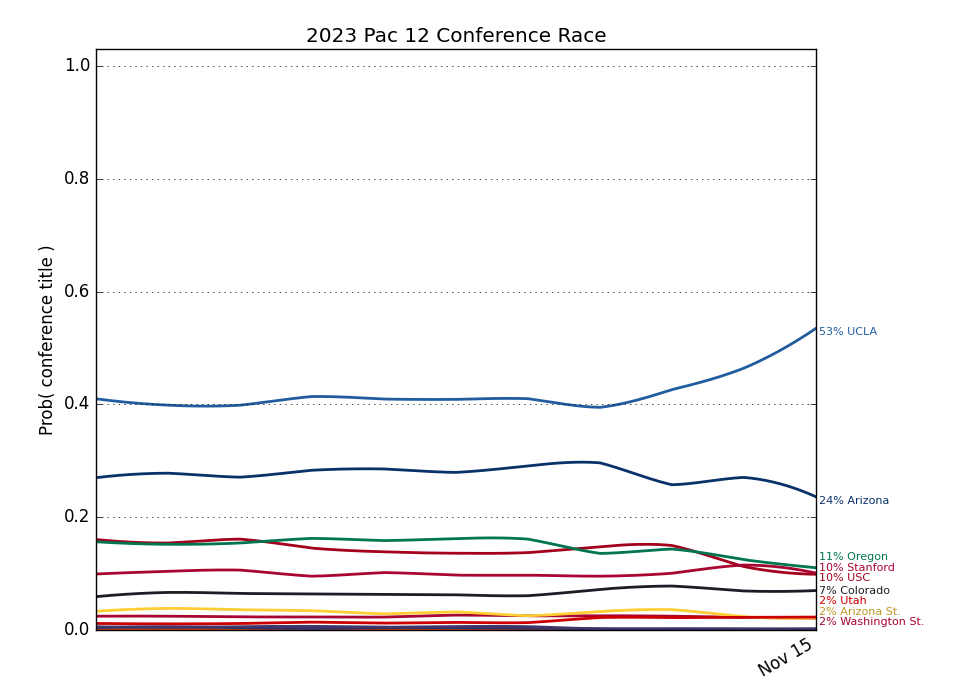 2023 Pac 12 Conference Race
Prob( conference title )
1.0
0.8
0.6
0.4
0.2
0.0
53% UCLA
24% Arizona
11% Oregon
10% Stanford
10% USC
7% Colorado
2% Utah
2% Arizona St.
2% Washington St.
Nov 15